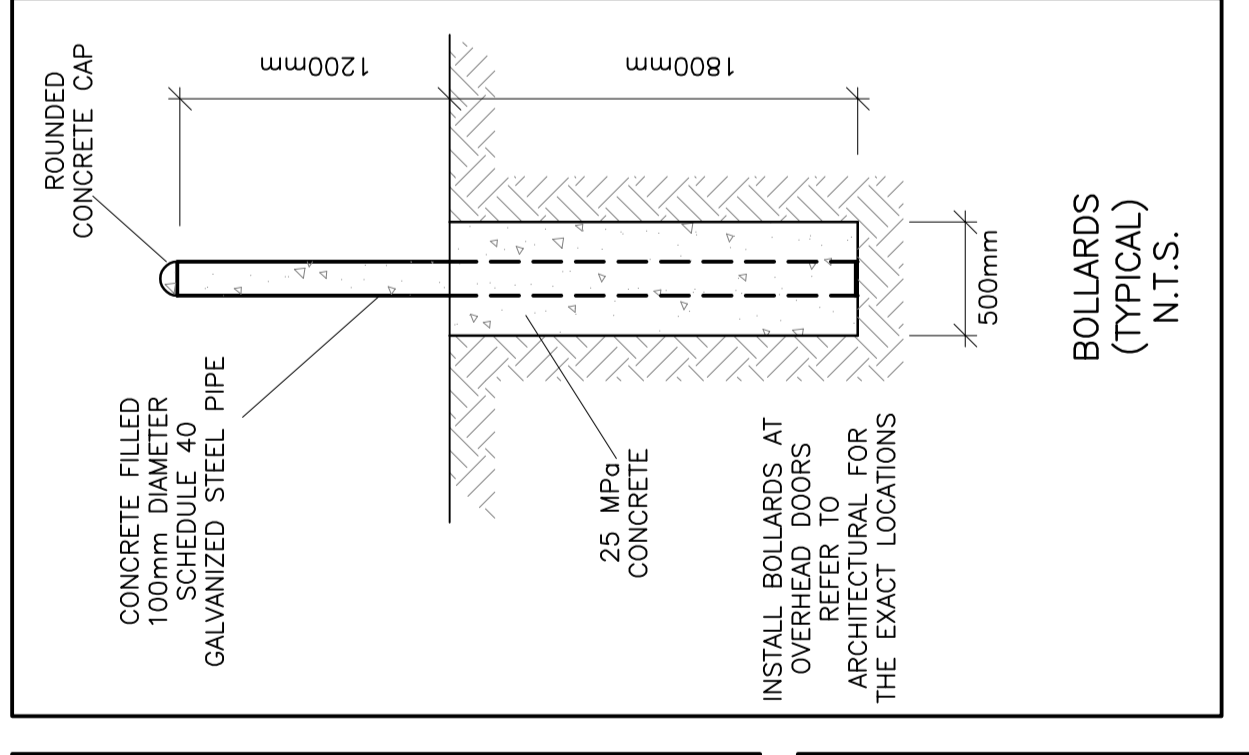 ROUNDED
CONCRETE CAP
1200mm
1800mm
500mm
CONCRETE FILLED
100mm DIAMETER
SCHEDULE 40
GALVANIZED STEEL PIPE
25 MPa
CONCRETE
INSTALL BOLLARDS AT
OVERHEAD DOORS
REFER TO
ARCHITECTURAL FOR
THE EXACT LOCATIONS
BOLLARDS
(TYPICAL)
N.T.S.